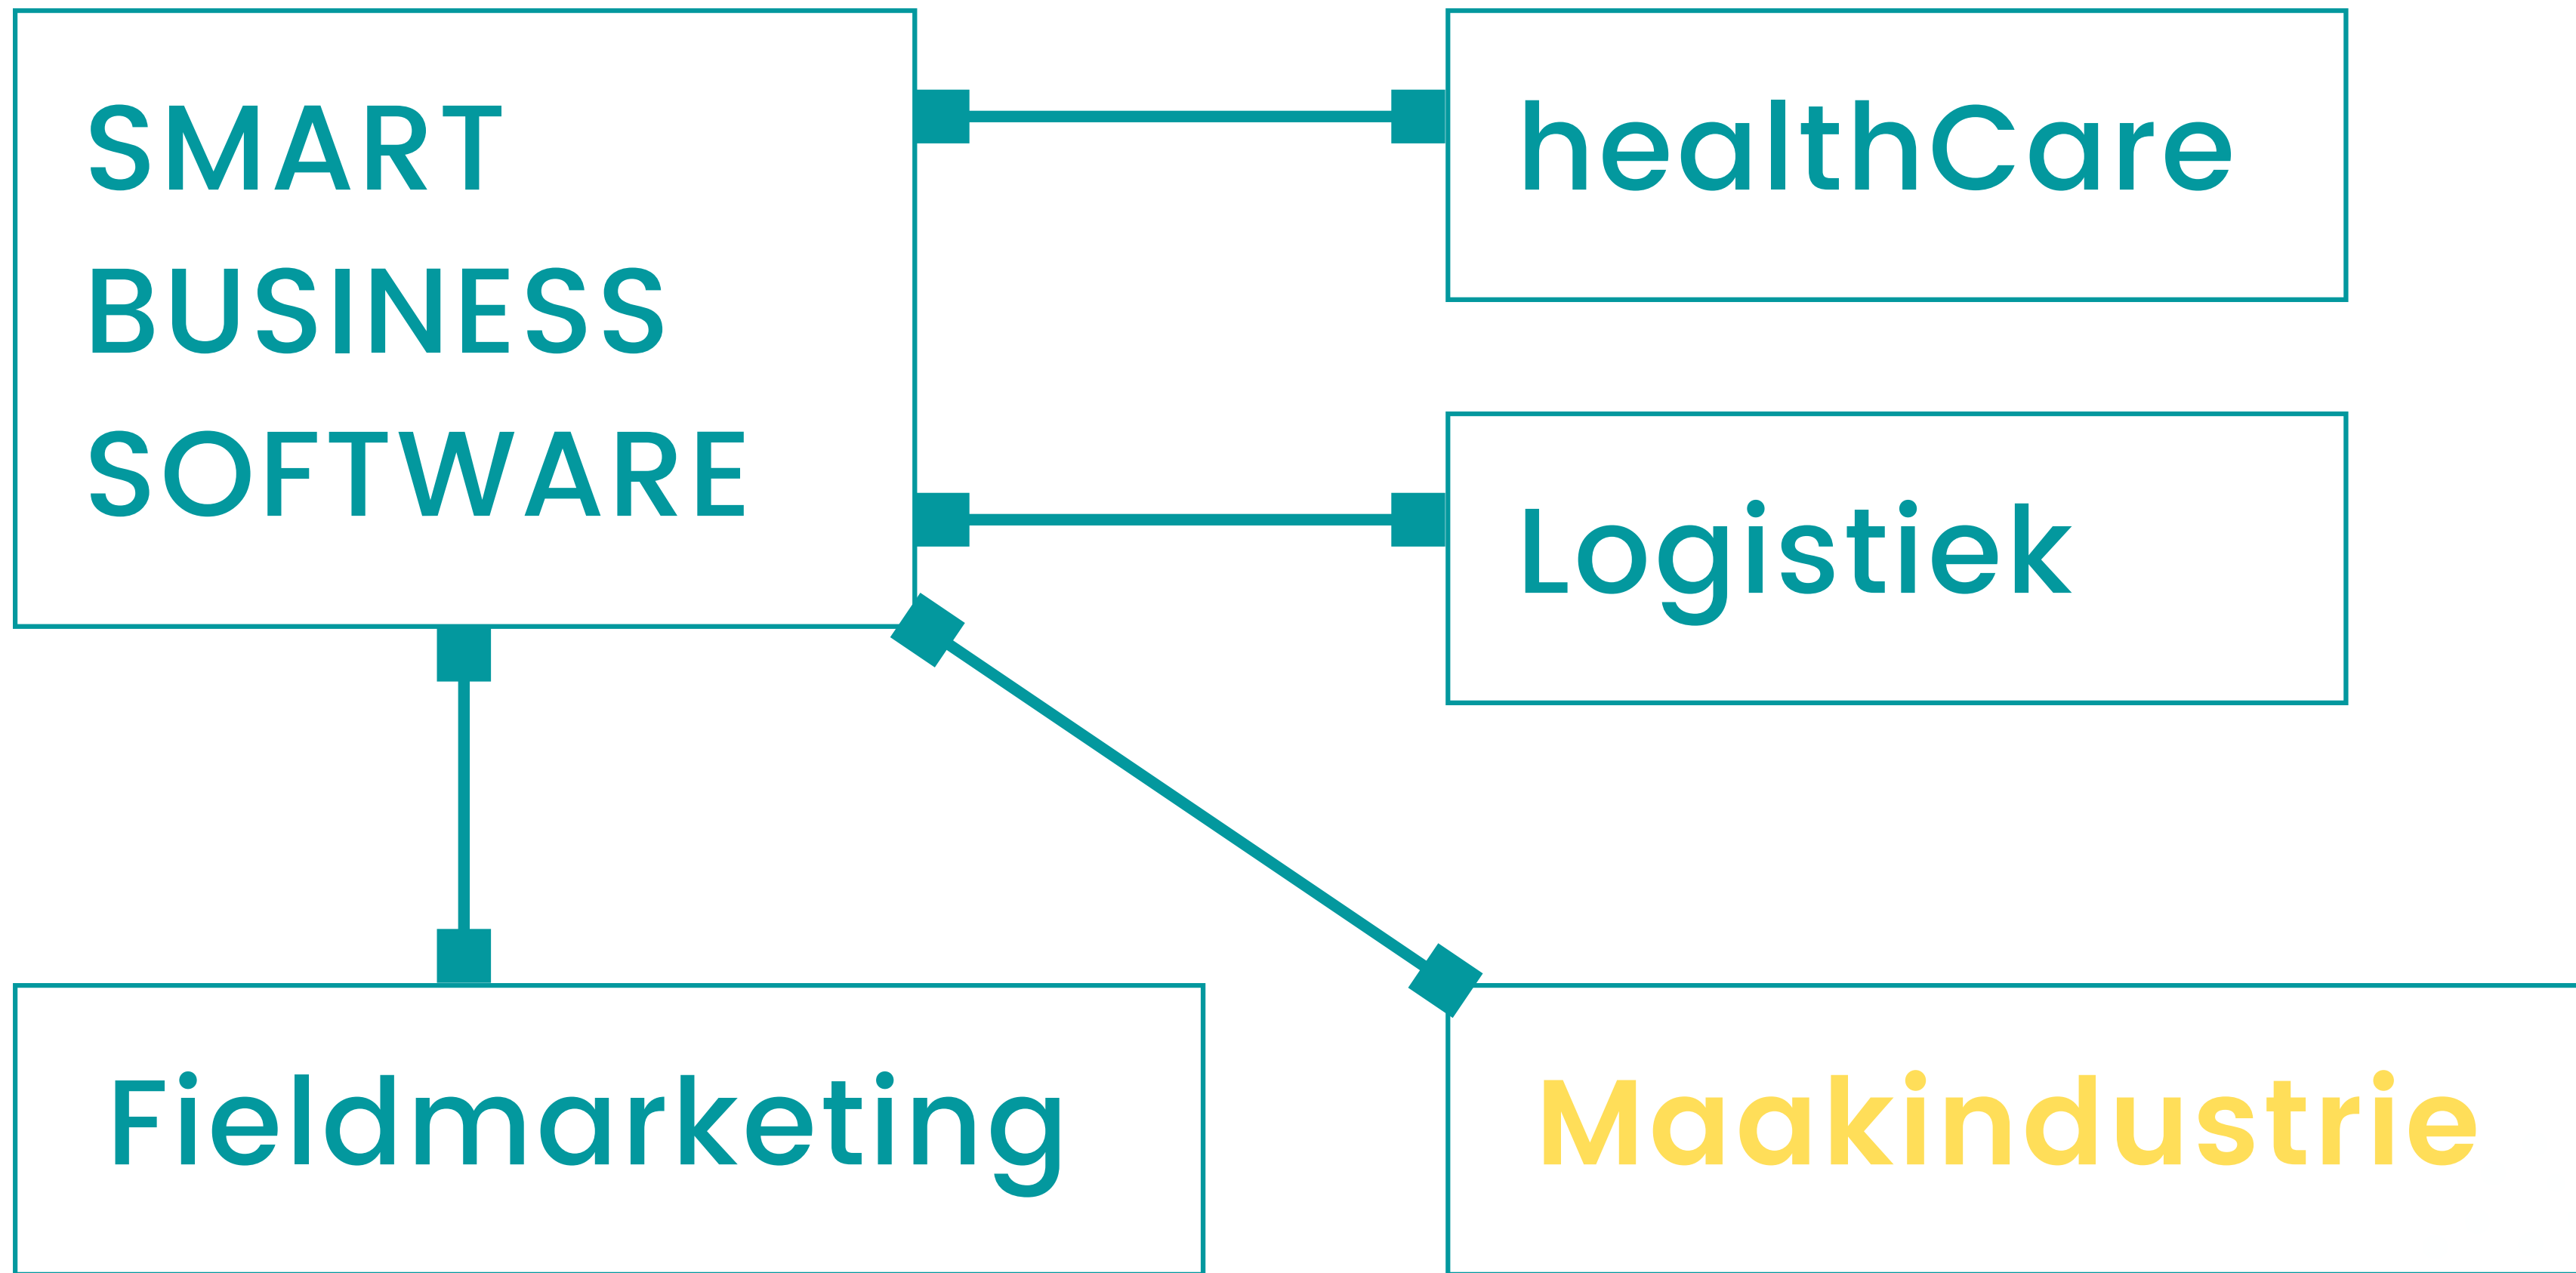 SMART
BUSINESS
SOFTWARE
healthCare
Logistiek
Fieldmarketing
Maakindustrie